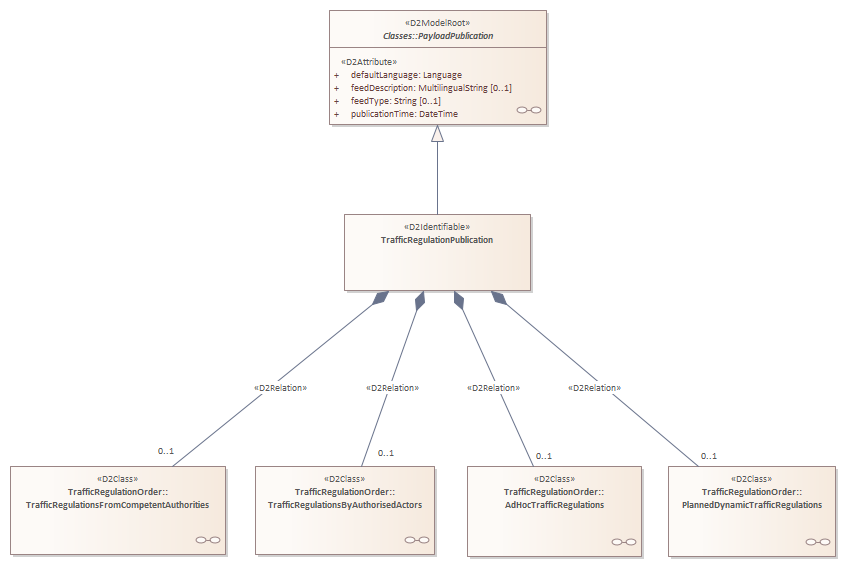 «D2ModelRoot»
Classes::PayloadPublication
«D2Attribute»
+ defaultLanguage: Language
+ feedDescription: MultilingualString [0..1]
+ feedType: String [0..1]
+ publicationTime: DateTime
«D2Identifiable»
TrafficRegulationPublication
«D2Relation» «D2Relation» «D2Relation» «D2Relation»
0..1 0..1 0..1 0..1
«D2Class»
TrafficRegulationOrder::
TrafficRegulationsFromCompetentAuthorities
«D2Class»
TrafficRegulationOrder::
TrafficRegulationsByAuthorisedActors
«D2Class»
TrafficRegulationOrder::
AdHocTrafficRegulations
«D2Class»
TrafficRegulationOrder::
PlannedDynamicTrafficRegulations